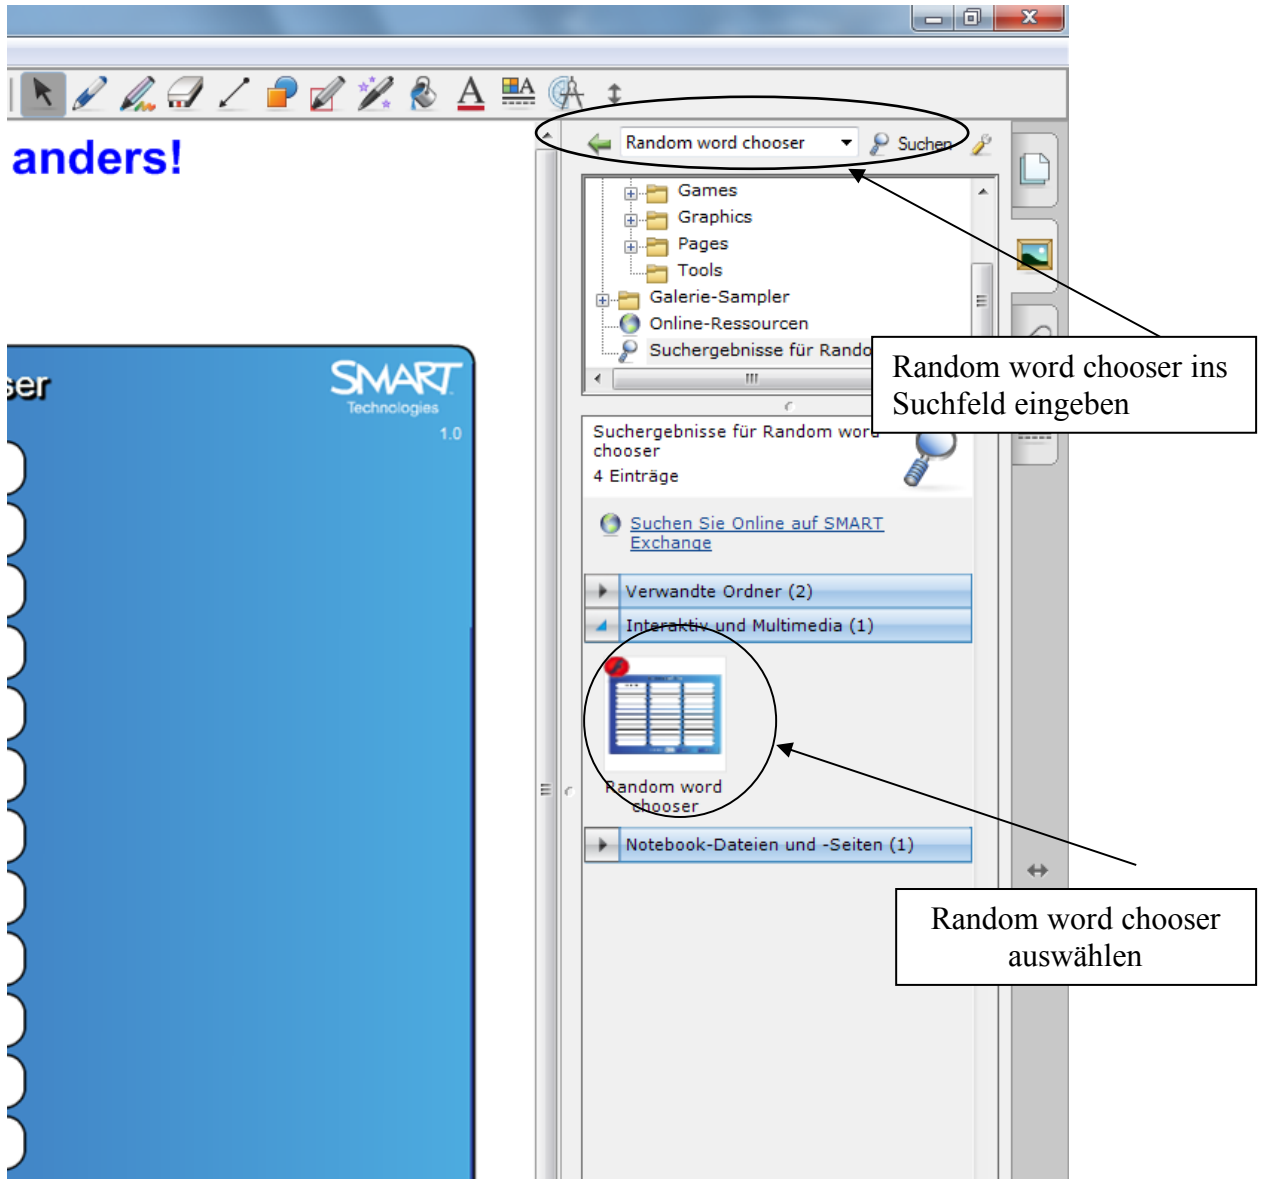 anders!
Random word chooser
Suchen
Games
Graphics
Pages
Tools
Galerie-Sampler
Online-Ressourcen
Suchergebnisse für Rando
Random word chooser ins
Suchfeld eingeben
ser
SMART
Technologies
1.0
Suchergebnisse für Random word
chooser
4 Einträge
Suchen Sie Online auf SMART
Exchange
Verwandte Ordner (2)
Interaktiv und Multimedia (1)
Random word
chooser
Notebook-Dateien und -Seiten (1)
Random word chooser
auswählen